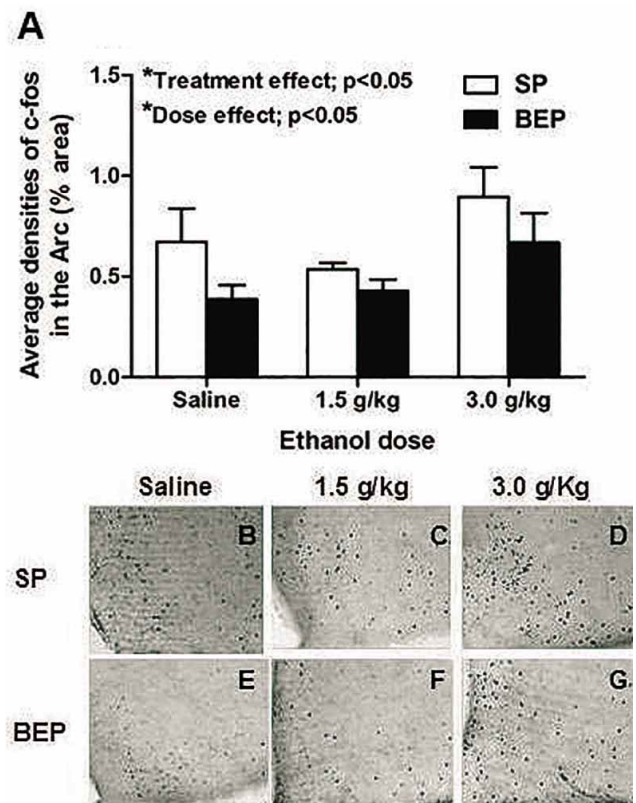 A
Average densities of c-fos
in the Arc (% area)
1.5
1.0
0.5
0.0
*Treatment effect; p<0.05
*Dose effect; p<0.05
SP
BEP
Saline
1.5 g/kg
3.0 g/kg
Ethanol dose
Saline
1.5 g/kg
3.0 g/Kg
SP
B
C
D
BEP
E
F
G